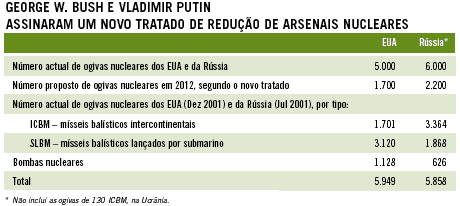 GEORGE W. BUSH E VLADIMIR PUTIN
ASSINARAM UM NOVO TRATADO DE REDUÇÃO DE ARSENAIS NUCLEARES
EUA Rússia*
Número actual de ogivas nucleares dos EUA e da Rússia 5.000 6.000
Número proposto de ogivas nucleares em 2012, segundo o novo tratado 1.700 2.200
Número actual de ogivas nucleares dos EUA (Dez 2001) e da Rússia (Jul 2001), por tipo:
ICBM – mísseis balísticos intercontinentais 1.701 3.364
SLBM – mísseis balísticos lançados por submarino 3.120 1.868
Bombas nucleares 1.128 626
Total 5.949 5.858
* Não inclui as ogivas de 130 ICBM, na Ucrânia.